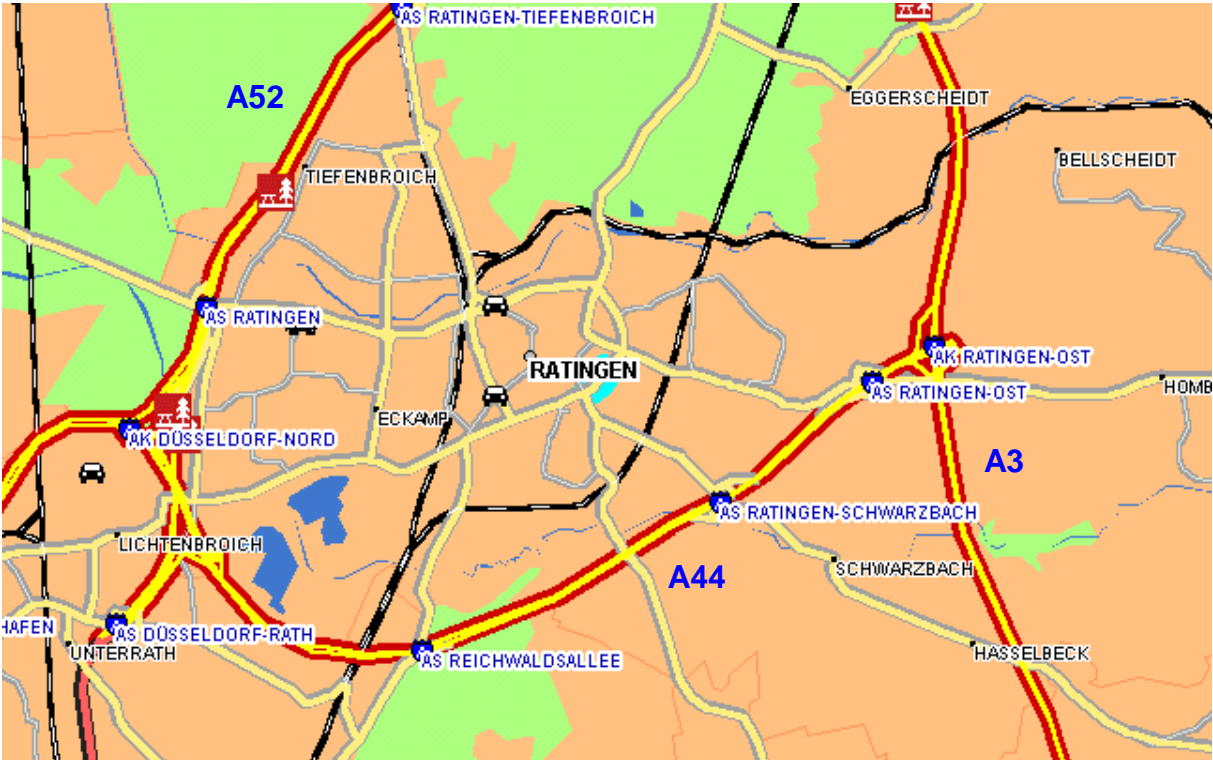 AS RATINGEN-TIEFENBROICH
A52
EGGERSCHEIDT
BELLSCHEIDT
TIEFENBROICH
AS RATINGEN
AK RATINGEN-OST
RATINGEN
AS RATINGEN-OST
HOMB
ECKAMP
AK DÜSSELDORF-NORD
A3
AS RATINGEN-SCHWARZBACH
LICHTENBROICH
SCHWARZBACH
A44
HAFEN
AS DÜSSELDORF-RATH
UNTERRATH
AS REICHWALDSALLEE
HASSELBECK